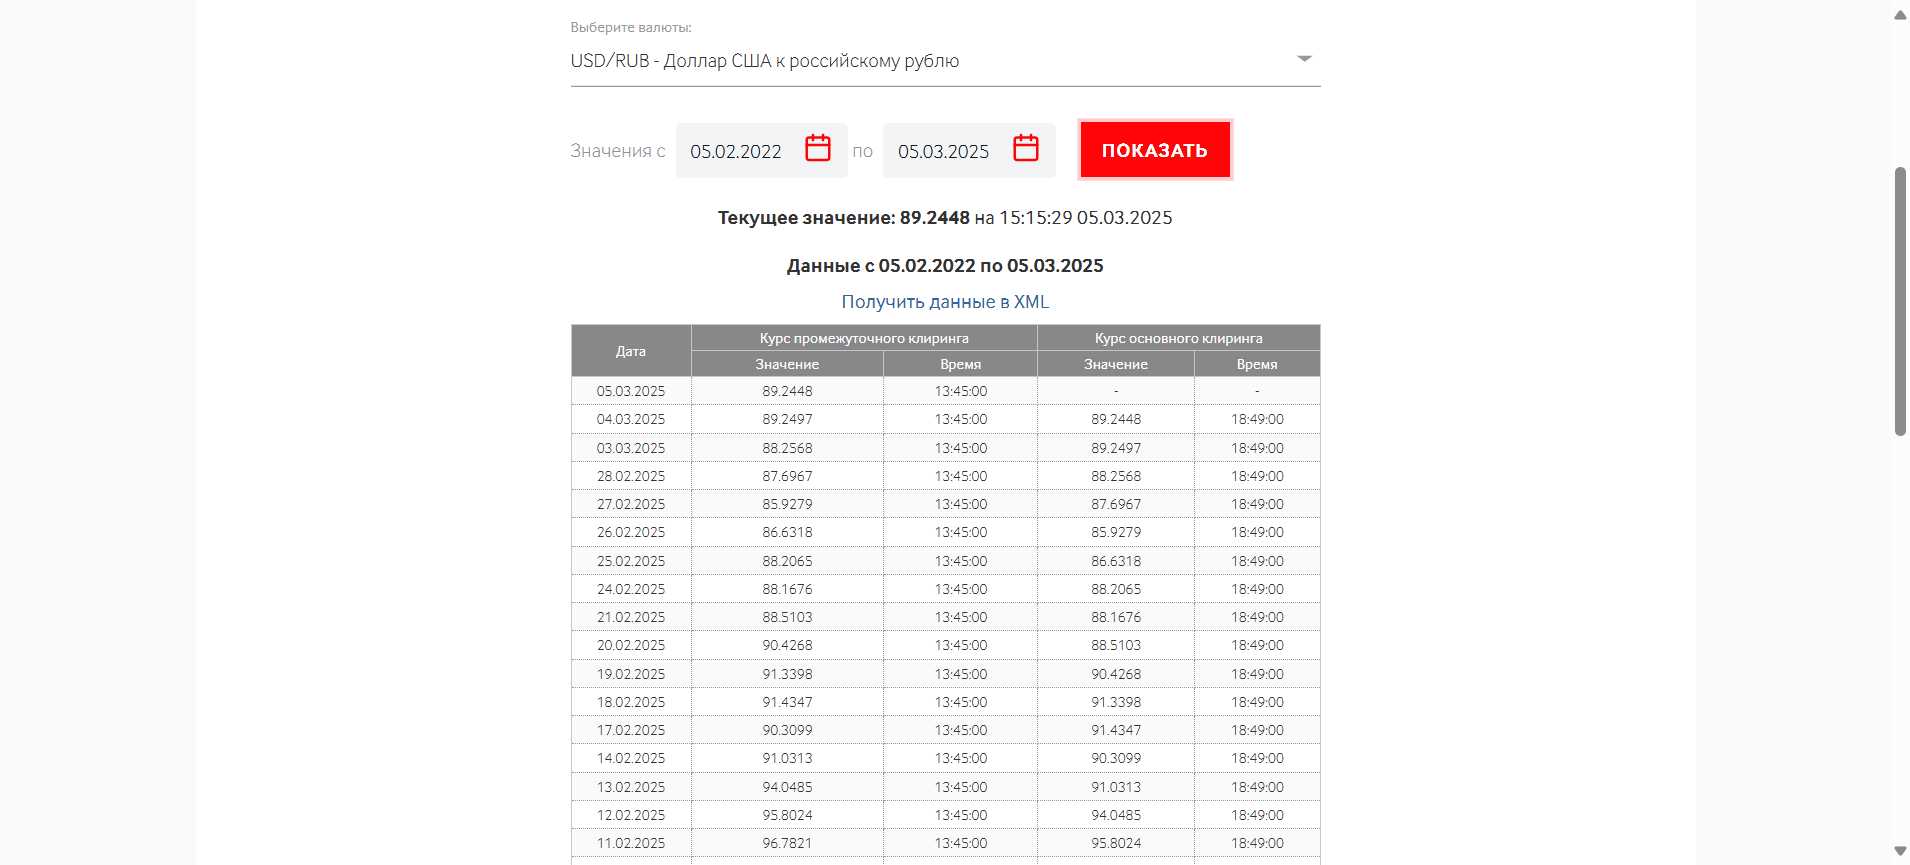 Выберите валюты:
USD/RUB - Доллар США к российскому рублю
Значения с 05.02.2022 по 05.03.2025 ПОКАЗАТЬ
Текущее значение: 89.2448 на 15:15:29 05.03.2025
Данные с 05.02.2022 по 05.03.2025
Получить данные в XML
Дата Курс промежуточного клиринга Курс основного клиринга
Значение Время Значение Время
05.03.2025 89.2448 13:45:00 - -
04.03.2025 89.2497 13:45:00 89.2448 18:49:00
03.03.2025 88.2568 13:45:00 89.2497 18:49:00
28.02.2025 87.6967 13:45:00 88.2568 18:49:00
27.02.2025 85.9279 13:45:00 87.6967 18:49:00
26.02.2025 86.6318 13:45:00 85.9279 18:49:00
25.02.2025 88.2065 13:45:00 86.6318 18:49:00
24.02.2025 88.1676 13:45:00 88.2065 18:49:00
21.02.2025 88.5103 13:45:00 88.1676 18:49:00
20.02.2025 90.4268 13:45:00 88.5103 18:49:00
19.02.2025 91.3398 13:45:00 90.4268 18:49:00
18.02.2025 91.4347 13:45:00 91.3398 18:49:00
17.02.2025 90.3099 13:45:00 91.4347 18:49:00
14.02.2025 91.0313 13:45:00 90.3099 18:49:00
13.02.2025 94.0485 13:45:00 91.0313 18:49:00
12.02.2025 95.8024 13:45:00 94.0485 18:49:00
11.02.2025 96.7821 13:45:00 95.8024 18:49:00